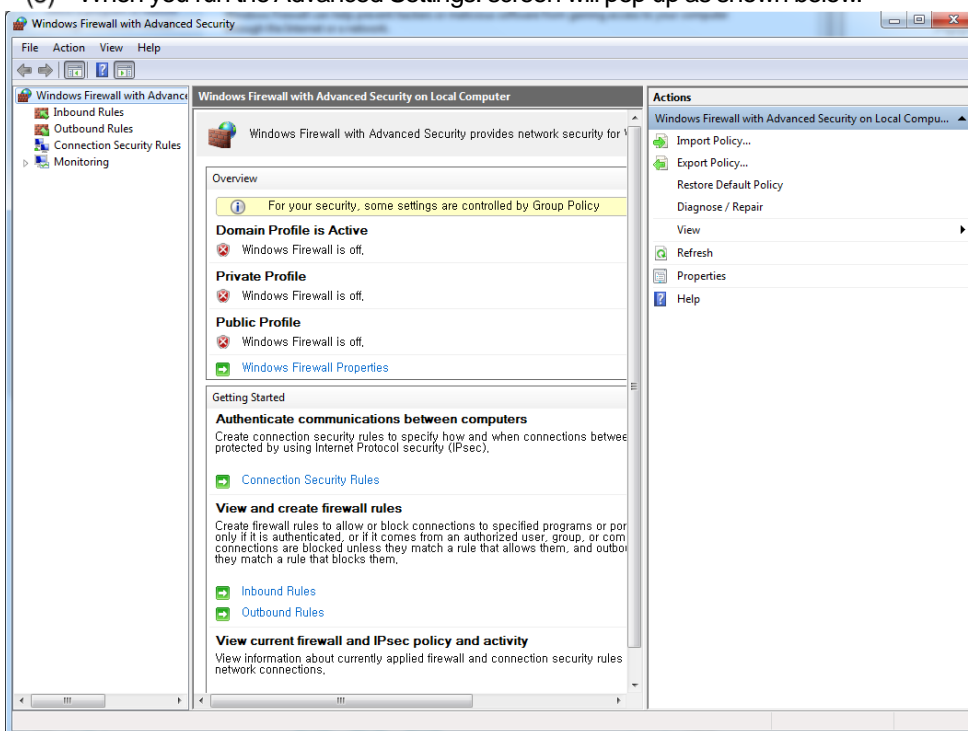 When you run the Advanced Settings. screen will pop up as shown below.
Windows Firewall with Advanced Security
File Action View Help
Windows Firewall with Advance
Inbound Rules
Outbound Rules
Connection Security Rules
Monitoring
Windows Firewall with Advanced Security on Local Computer
Windows Firewall with Advanced Security provides network security for
Overview
For your security, some settings are controlled by Group Policy
Domain Profile is Active
Windows Firewall is off,
Private Profile
Windows Firewall is off,
Public Profile
Windows Firewall is off,
Windows Firewall Properties
Getting Started
Authenticate communications between computers
Create connection security rules to specify how and when connections betwee
protected by using Internet Protocol security (IPsec),
Connection Security Rules
View and create firewall rules
Create firewall rules to allow or block connections to specified programs or por
only if it is authenticated, or if it comes from an authorized user, group, or com
connections are blocked unless they match a rule that allows them, and outbo
they match a rule that blocks them,
Inbound Rules
Outbound Rules
View current firewall and IPsec policy and activity
View information about currently applied firewall and connection security rules
network connections,
Actions
Windows Firewall with Advanced Security on Local Compu...
Import Policy...
Export Policy...
Restore Default Policy
Diagnose / Repair
View
Refresh
Properties
Help